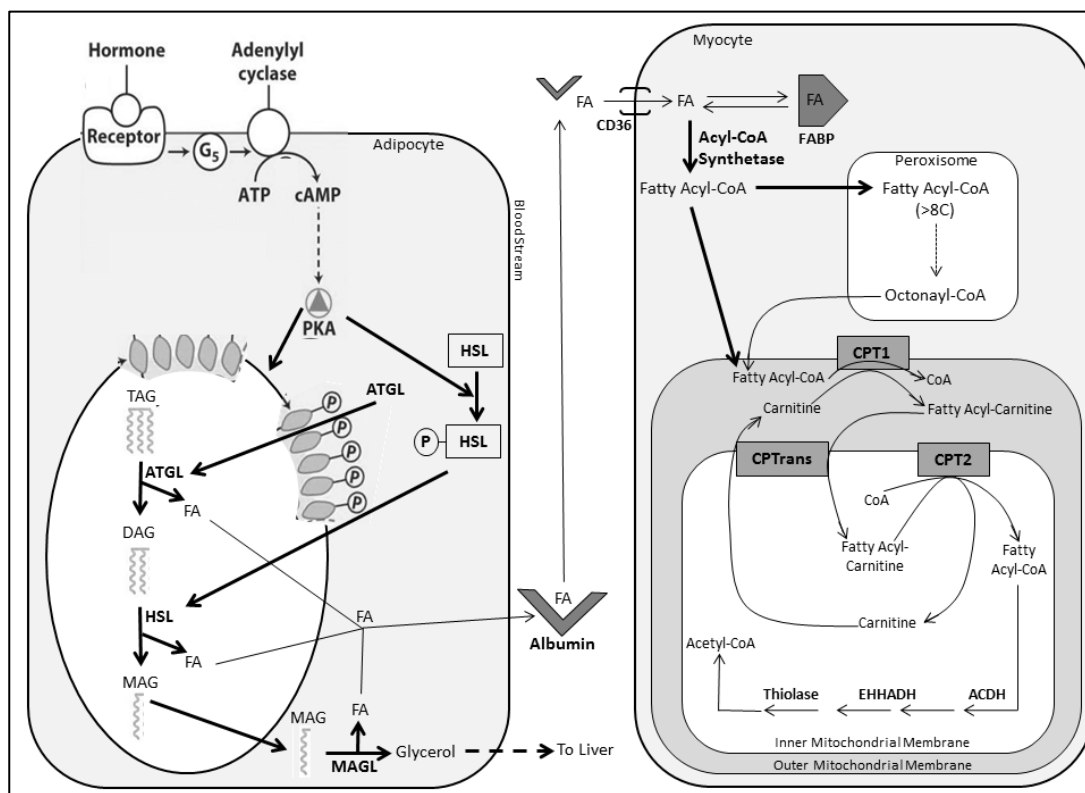 Hormone
Adenylyl
cyclase
Receptor
G5
ATP
cAMP
Adipocyte
PKA
HSL
ATGL
P
HSL
P
P
P
P
P
P
TAG
ATGL
FA
DAG
HSL
FA
MAG
FA
MAG
FA
MAGL
Glycerol
To Liver
BloodStream
FA
Albumin
FA
CD36
Myocyte
FA
FA
FABP
Acyl-CoA
Synthetase
Fatty Acyl-CoA
Peroxisome
Fatty Acyl-CoA
(>8C)
Octonayl-CoA
CPT1
Fatty Acyl-CoA
CoA
Carnitine
Fatty Acyl-Carnitine
CPTrans
CPT2
CoA
Fatty Acyl-
Carnitine
Fatty
Acyl-CoA
Carnitine
Acetyl-CoA
Thiolase
EHHADH
ACDH
Inner Mitochondrial Membrane
Outer Mitochondrial Membrane